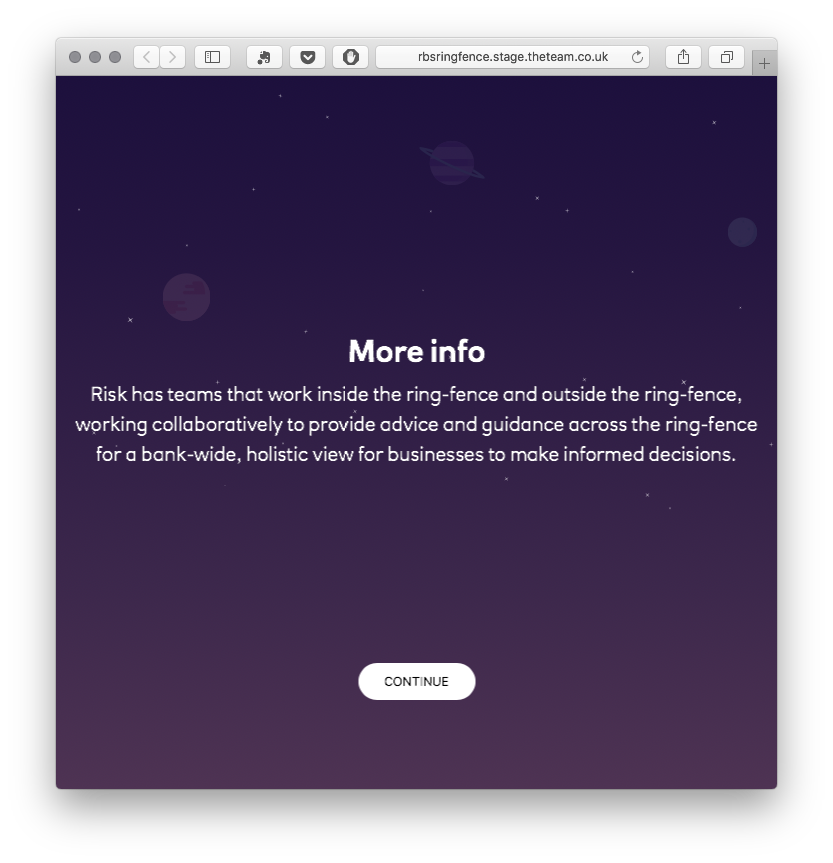 rbsringfence.stage.theteam.co.uk
More info
Risk has teams that work inside the ring-fence and outside the ring-fence,
working collaboratively to provide advice and guidance across the ring-fence
for a bank-wide, holistic view for businesses to make informed decisions.
CONTINUE